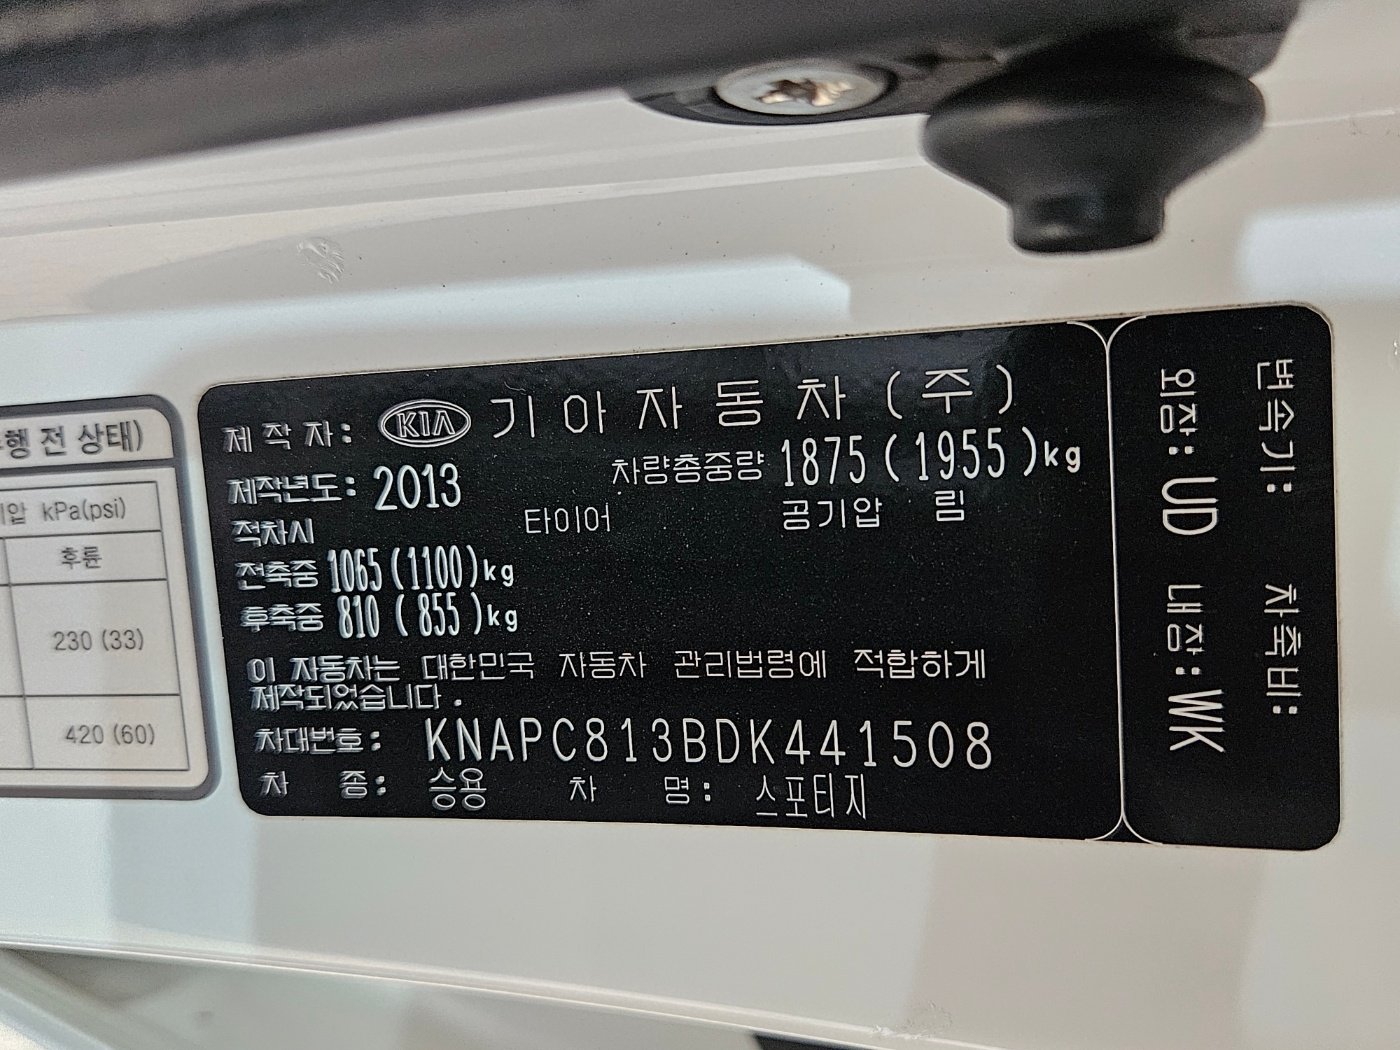 행 전 상태)
압 kPa(psi)
후륜
230 (33)
420 (60)
제 작 자: KIA 기 아 자 동 차 (주)
제작년도: 2013 차량총중량 1875 (1955)kg
적차시 타이어 공기압 림
전축중 1065 (1100)kg
후축중 810 (855)kg
이 자동차는 대한민국 자동차 관리법령에 적합하게
제작되었습니다.
차대번호: KNAPC813BDK441508
차 종: 승용 차 명: 스포티지
변속기: 차축비:
외장: UD 내장: WK